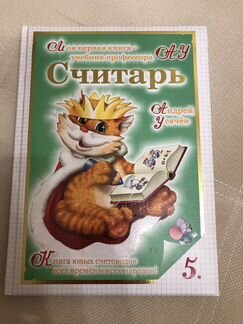 Моя первая книга -
учебник профессора
АУ
Считарь
Андрей
Усачёв
Книга юных счетоводов
всех времён и всех народов!
5.